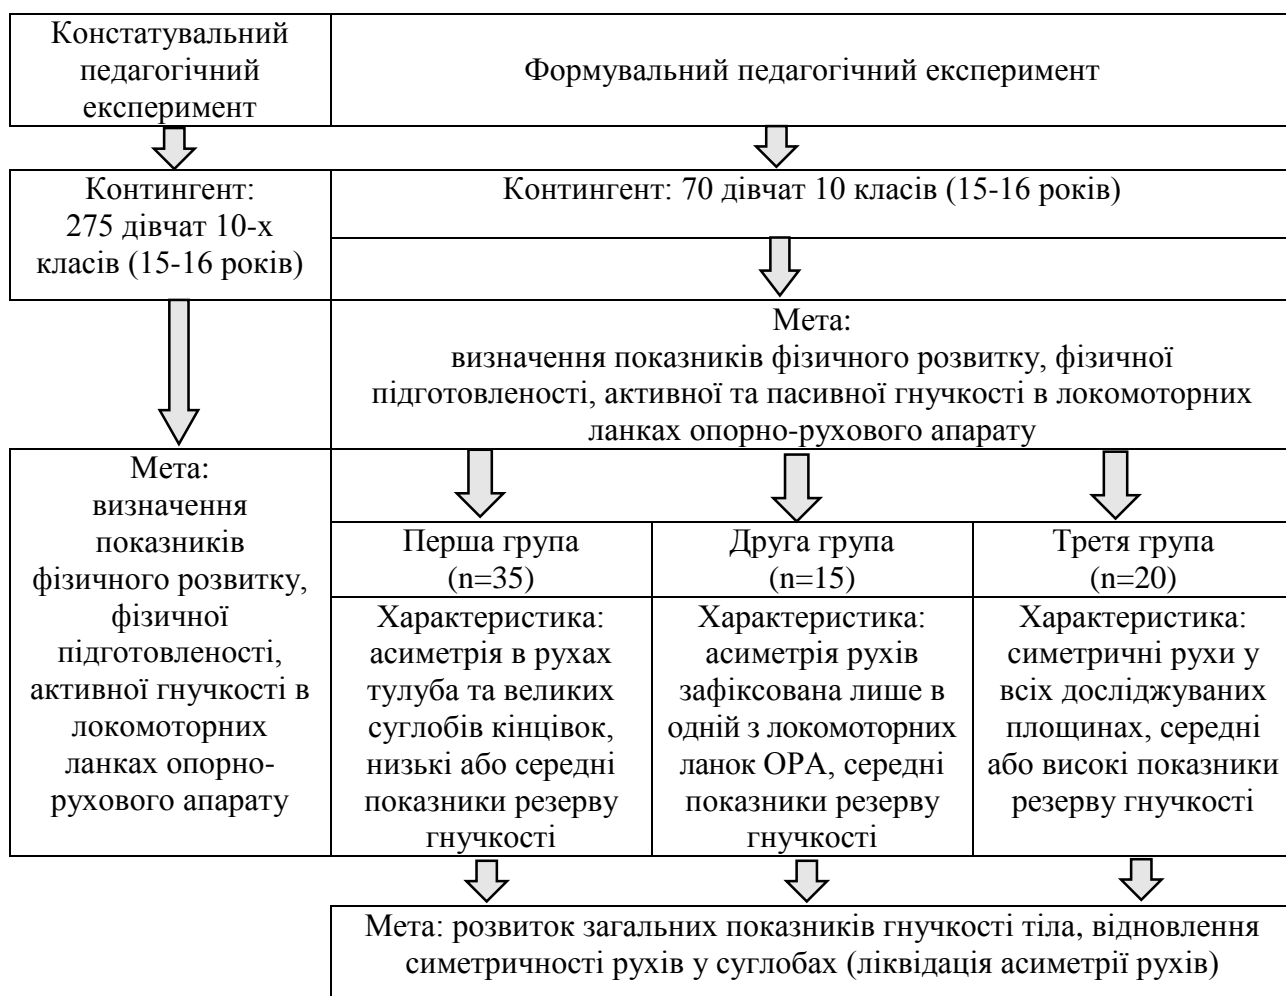 Констатувальний
педагогічний
експеримент
Формувальний педагогічний експеримент
Контингент:
275 дівчат 10-х
класів (15-16 років)
Контингент: 70 дівчат 10 класів (15-16 років)
Мета:
визначення показників фізичного розвитку, фізичної
підготовленості, активної та пасивної гнучкості в локомоторних
ланках опорно-рухового апарату
Мета:
визначення
показників
фізичного розвитку,
фізичної
підготовленості,
активної гнучкості в
локомоторних
ланках опорно-
рухового апарату
Перша група
(n=35)
Друга група
(n=15)
Третя група
(n=20)
Характеристика:
асиметрія в рухах
тулуба та великих
суглобів кінцівок,
низькі або середні
показники резерву
гнучкості
Характеристика:
асиметрія рухів
зафіксована лише в
одній з локомоторних
ланок ОРА, середні
показники резерву
гнучкості
Характеристика:
симетричні рухи у
всіх досліджуваних
площинах, середні
або високі показники
резерву гнучкості
Мета: розвиток загальних показників гнучкості тіла, відновлення
симетричності рухів у суглобах (ліквідація асиметрії рухів)